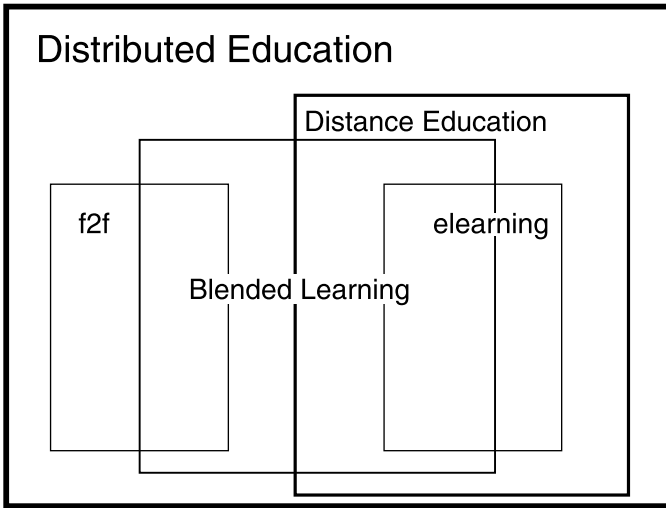 Distributed Education
Distance Education
f2f
elearning
Blended Learning